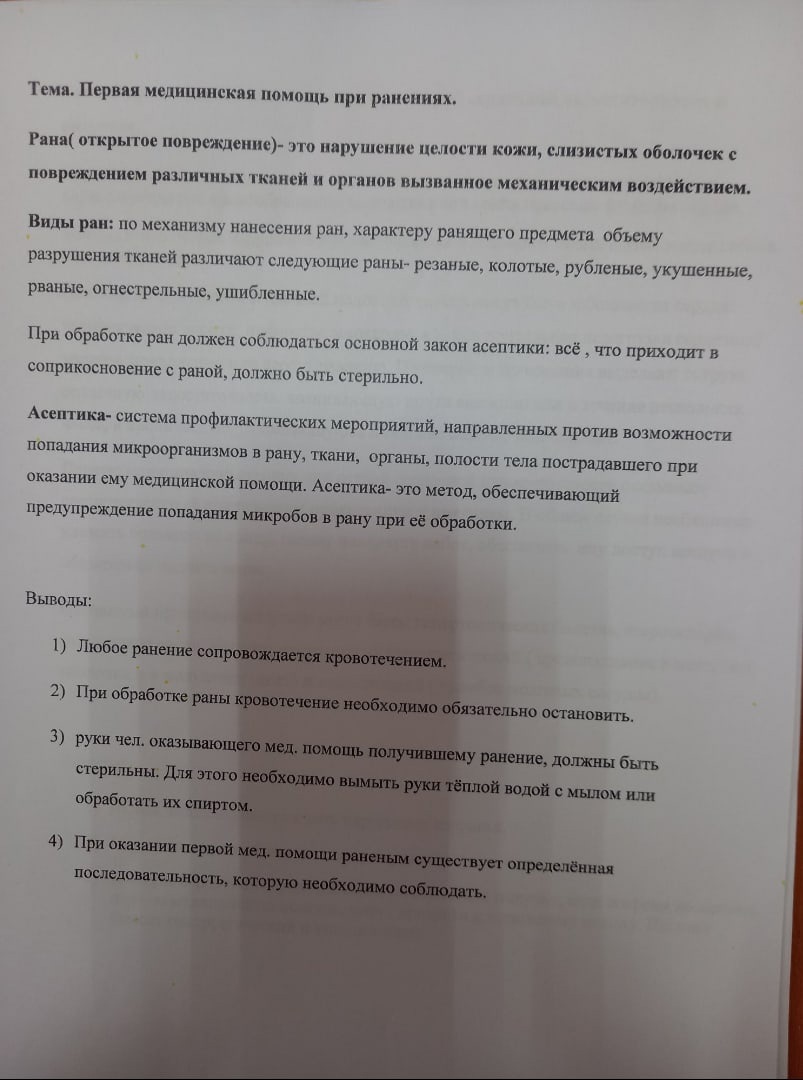 Тема. Первая медицинская помощь при ранениях.
Рана( открытое повреждение)- это нарушение целости кожи, слизистых оболочек с
повреждением различных тканей и органов вызванное механическим воздействием.
Виды ран: по механизму нанесения ран, характеру ранящего предмета объему
разрушения тканей различают следующие раны- резаные, колотые, рубленые, укушенные,
рваные, огнестрельные, ушибленные.
При обработке ран должен соблюдаться основной закон асептики: всё , что приходит в
соприкосновение с раной, должно быть стерильно.
Асептика- система профилактических мероприятий, направленных против возможности
попадания микроорганизмов в рану, ткани, органы, полости тела пострадавшего при
оказании ему медицинской помощи. Асептика- это метод, обеспечивающий
предупреждение попадания микробов в рану при её обработки.
Выводы:
1) Любое ранение сопровождается кровотечением.
2) При обработке раны кровотечение необходимо обязательно остановить.
3) руки чел. оказывающего мед. помощь получившему ранение, должны быть
стерильны. Для этого необходимо вымыть руки тёплой водой с мылом или
обработать их спиртом.
4) При оказании первой мед. помощи раненым существует определённая
последовательность, которую необходимо соблюдать.